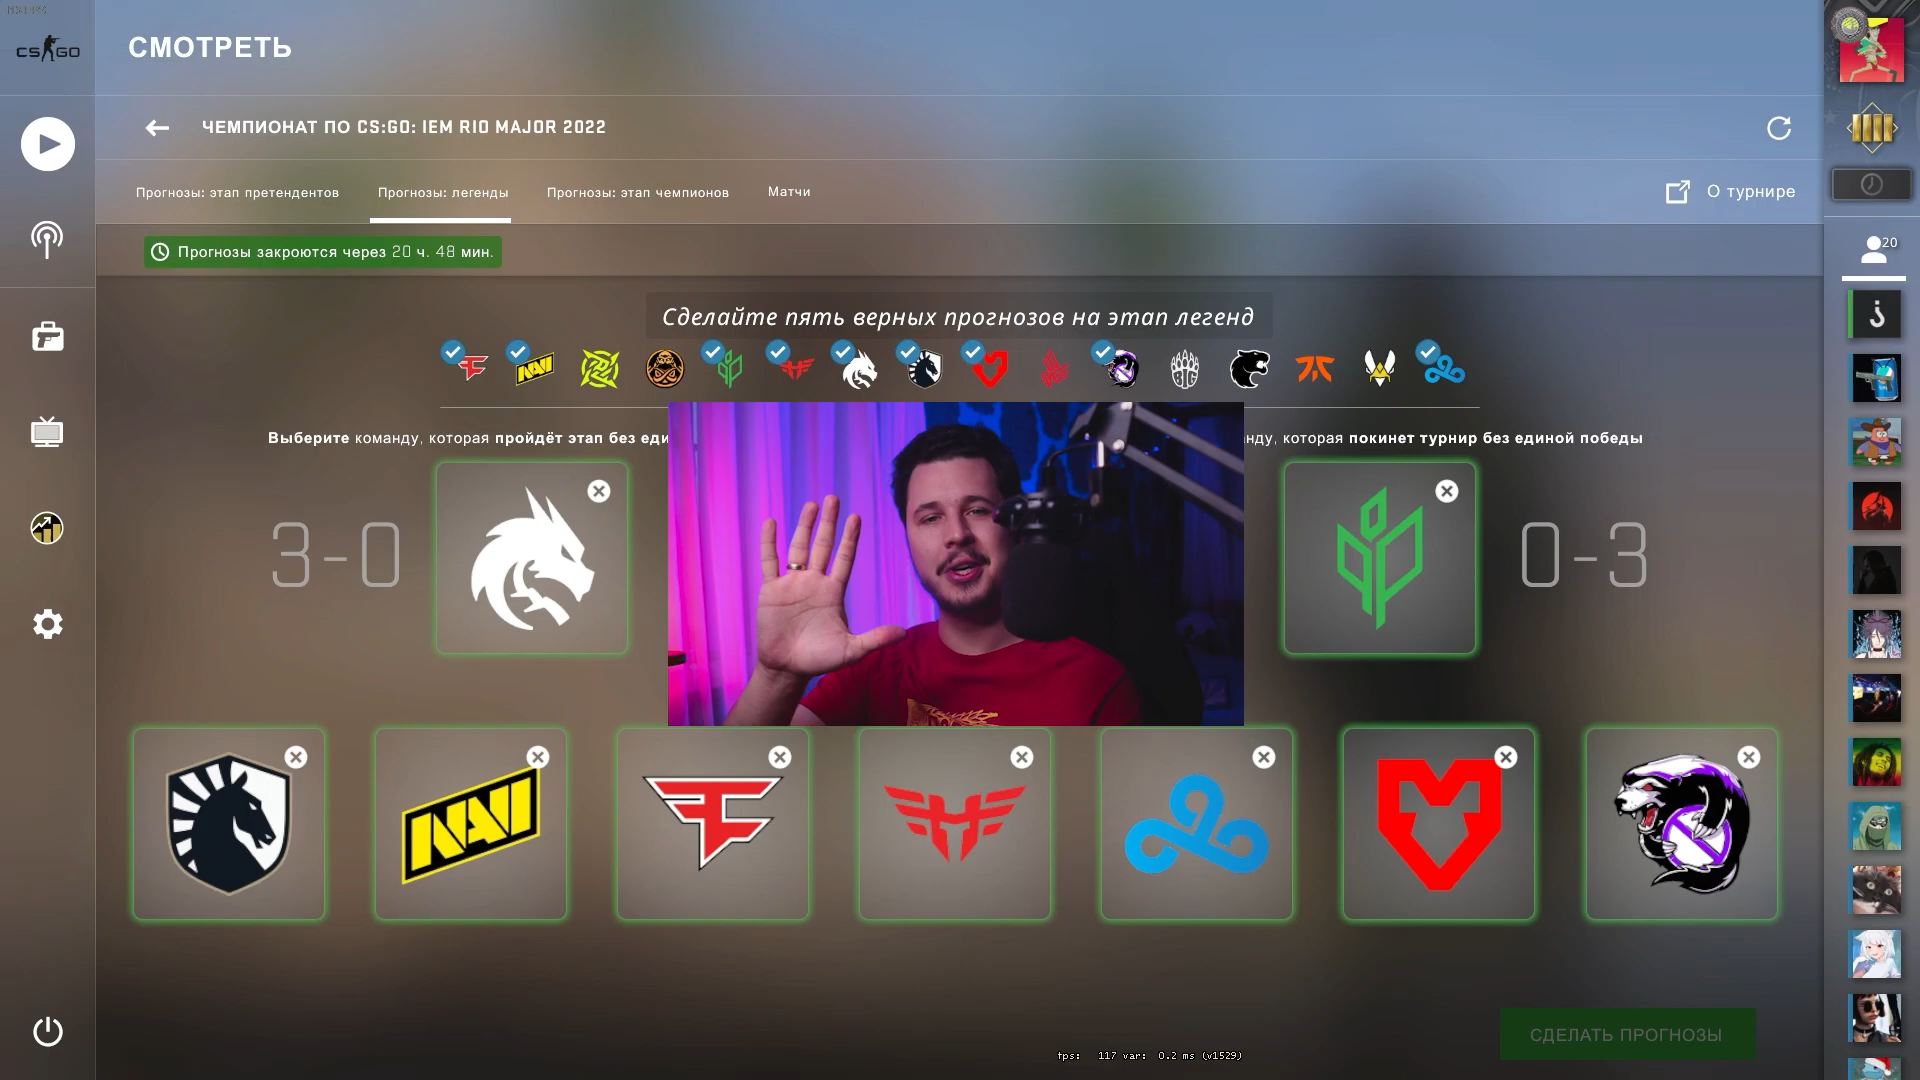 CS GO
СМОТРЕТЬ
ЧЕМПИОНАТ ПО CS:GO: IEM RIO MAJOR 2022
Прогнозы: этап претендентов
Прогнозы: легенды
Прогнозы: этап чемпионов
Матчи
О турнире
20
Прогнозы закроются через 20 ч. 48 мин.
Сделайте пять верных прогнозов на этап легенд
Выберите команду, которая пройдёт этап без еди
нду, которая покинет турнир без единой победы
3-0
0-3
NAVI
СДЕЛАТЬ ПРОГНОЗЫ
fps: 117 var: 0.2 ms (v1529)